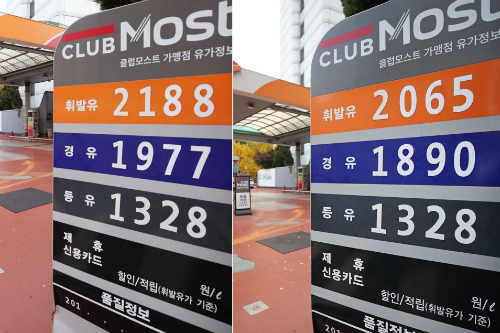 CLUB Most
클럽모스트 가맹점 유가정보
휘발유 2188
경 유 1977
등 유 1328
제 휴
신용카드
원/ℓ
할인/적립(휘발유가 기준)
품질정보
201
CLUB Most
클럽모스트 가맹점 유가정보
휘발유 2065
경 유 1890
등 유 1328
제 휴
신용카드
원/ℓ
할인/적립(휘발유가 기준)
품질정보
201